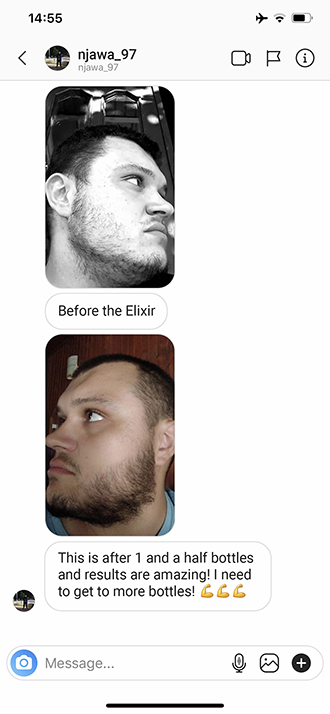 14:55
njawa_97
njawa_97
Before the Elixir
This is after 1 and a half bottles
and results are amazing! I need
to get to more bottles! 💪💪💪
Message...